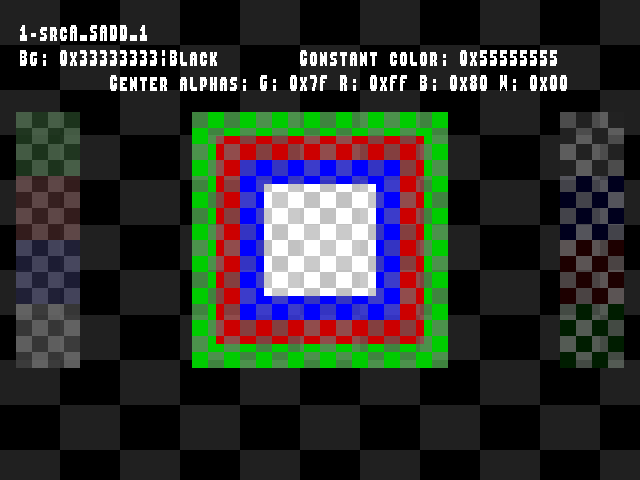 1-srcA_SADD_1
Bg: 0x33333333¦Black Constant color: 0x55555555
Center alphas: G: 0x7F R: 0xFF B: 0x80 W: 0x00